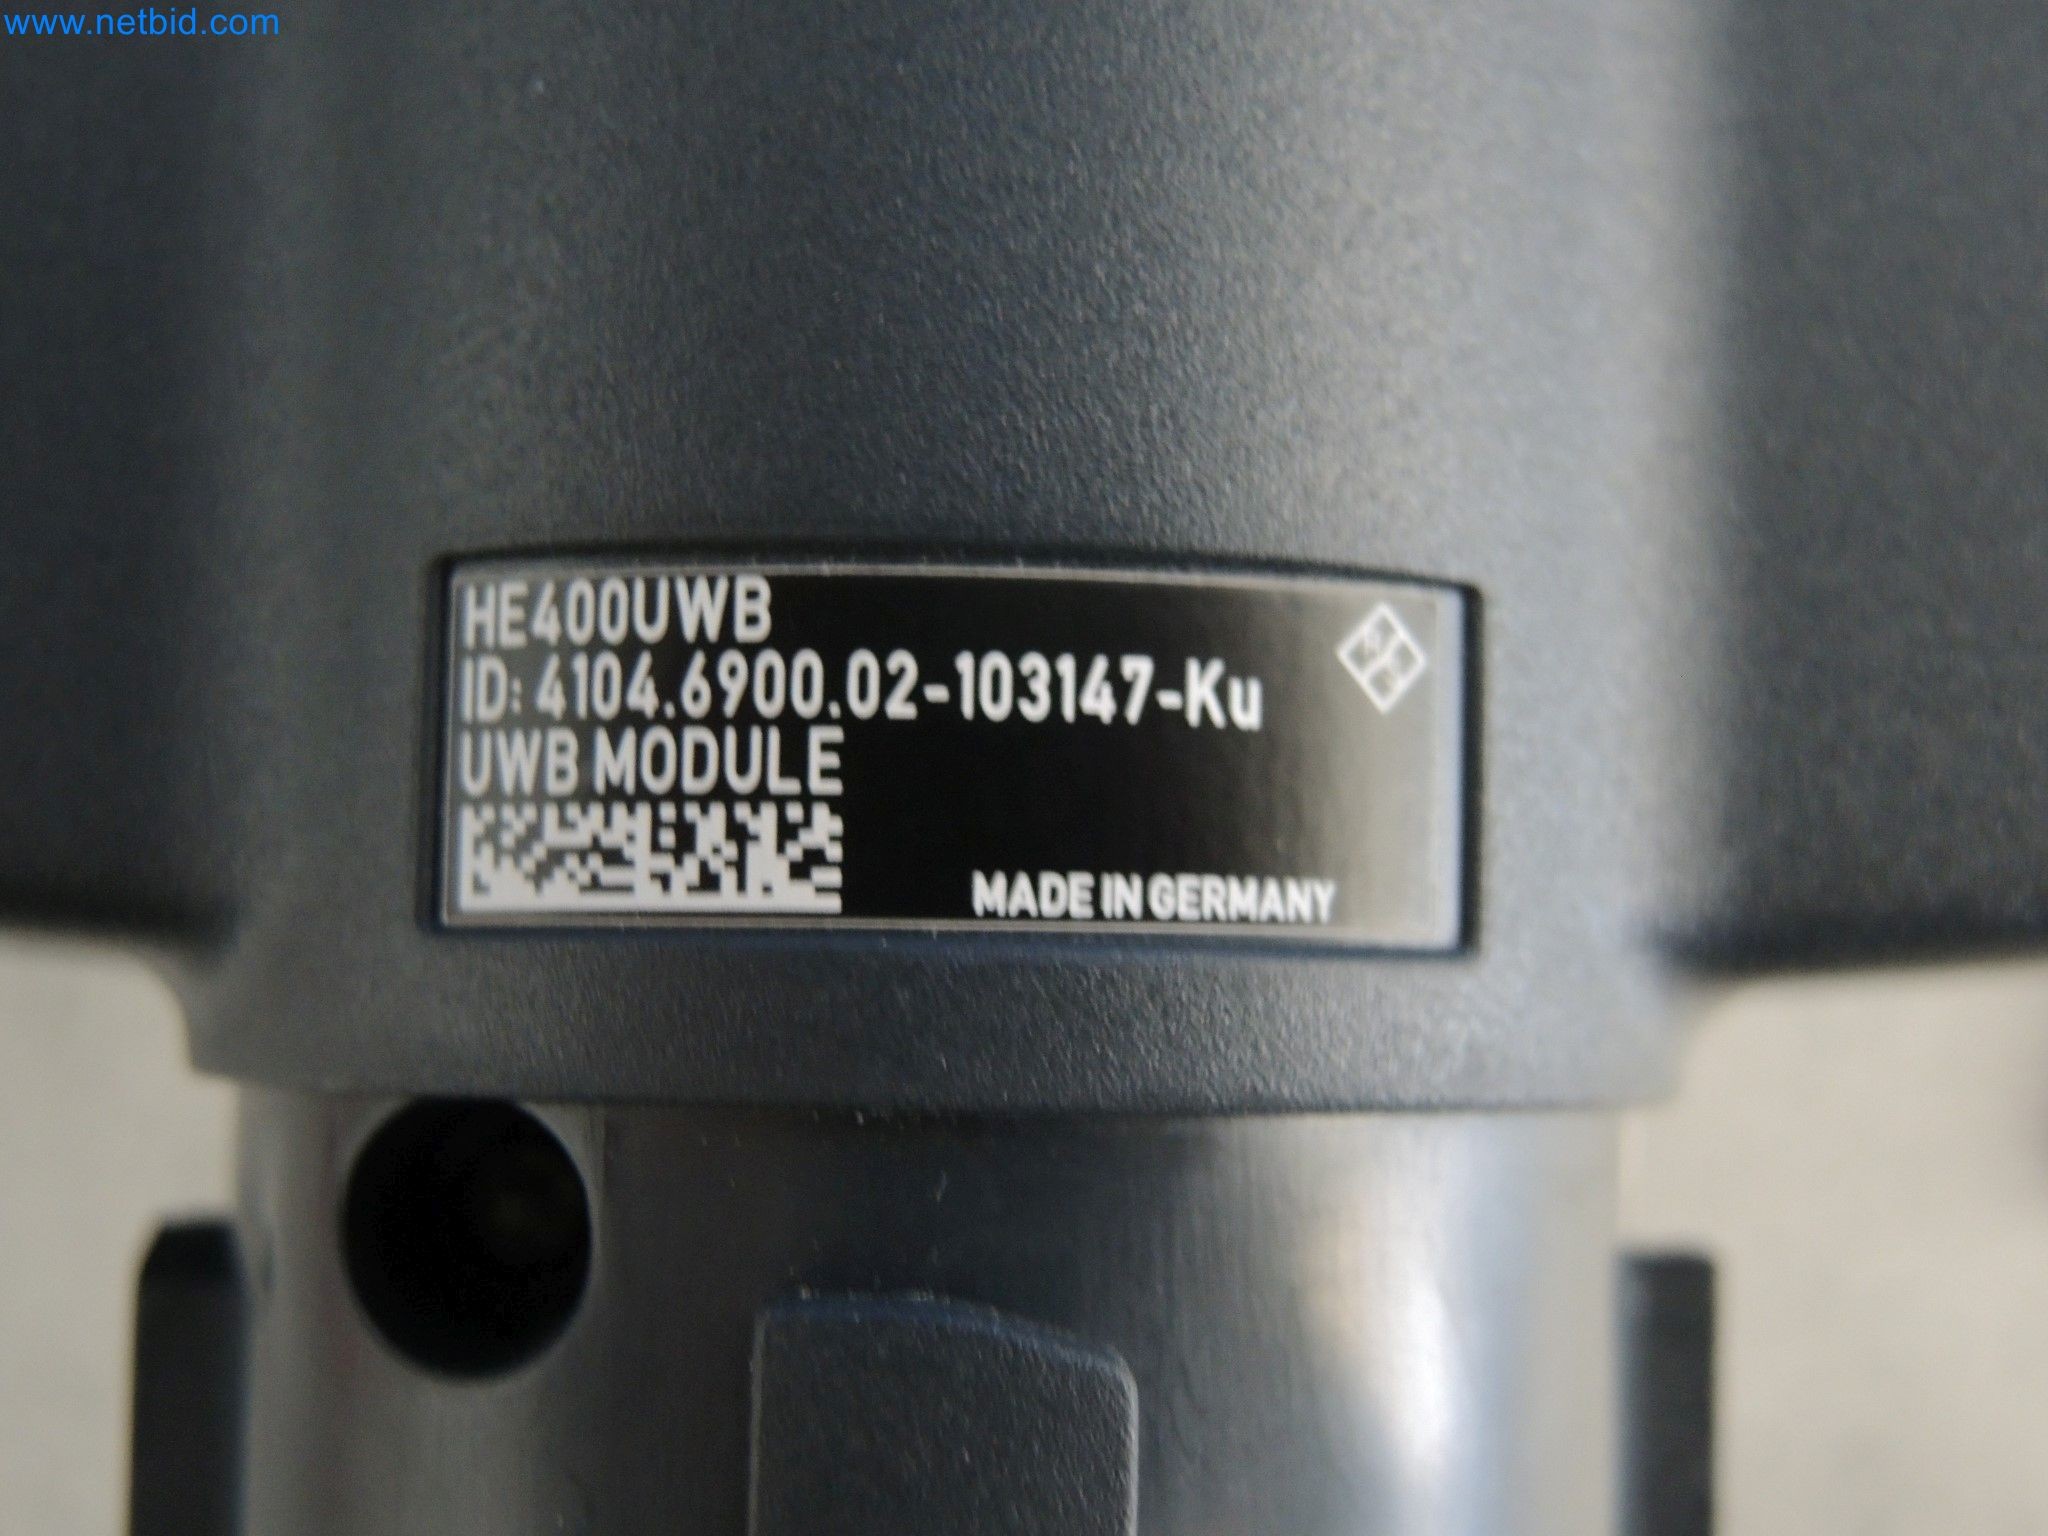 www.netbid.com
HE400UWB
ID: 4104.6900.02-103147-Ku
UWB MODULE
MADE IN GERMANY